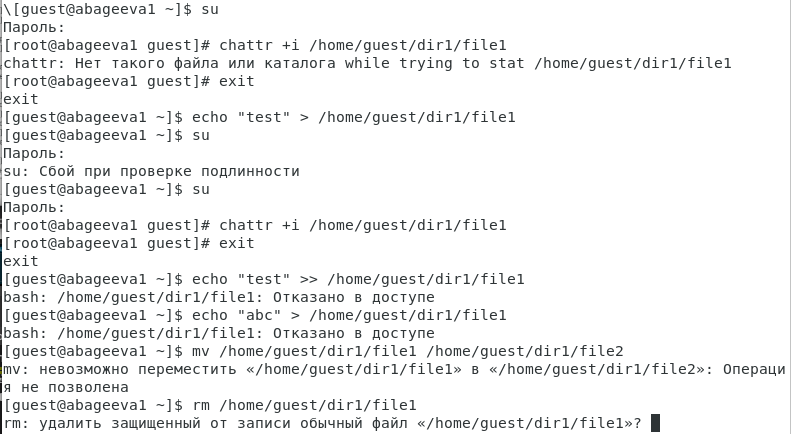 \[guest@abageeva1 ~]$ su
Пароль:
[root@abageeva1 guest]# chattr +i /home/guest/dir1/file1
chattr: Нет такого файла или каталога while trying to stat /home/guest/dir1/file1
[root@abageeva1 guest]# exit
exit
[guest@abageeva1 ~]$ echo "test" > /home/guest/dir1/file1
[guest@abageeva1 ~]$ su
Пароль:
su: Сбой при проверке подлинности
[guest@abageeva1 ~]$ su
Пароль:
[root@abageeva1 guest]# chattr +i /home/guest/dir1/file1
[root@abageeva1 guest]# exit
exit
[guest@abageeva1 ~]$ echo "test" >> /home/guest/dir1/file1
bash: /home/guest/dir1/file1: Отказано в доступе
[guest@abageeva1 ~]$ echo "abc" > /home/guest/dir1/file1
bash: /home/guest/dir1/file1: Отказано в доступе
[guest@abageeva1 ~]$ mv /home/guest/dir1/file1 /home/guest/dir1/file2
mv: невозможно переместить «/home/guest/dir1/file1» в «/home/guest/dir1/file2»: Операци
я не позволена
[guest@abageeva1 ~]$ rm /home/guest/dir1/file1
rm: удалить защищенный от записи обычный файл «/home/guest/dir1/file1»?